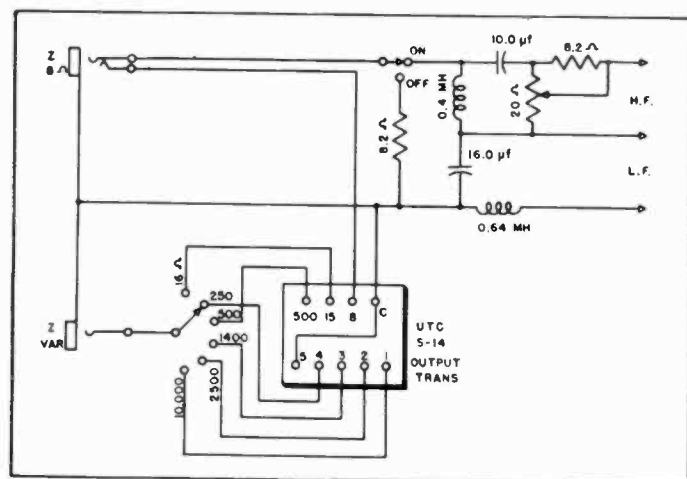 Z
8 Ω
ON
OFF
10.0 µf
8.2 Ω
0.4 MH
20 Ω
H.F.
8.2 Ω
16.0 µf
L.F.
0.64 MH
16 Ω
250
500
1400
2500
10,000
Z
VAR
500 15 8 C
5 4 3 2 1
UTC
S-14
OUTPUT
TRANS